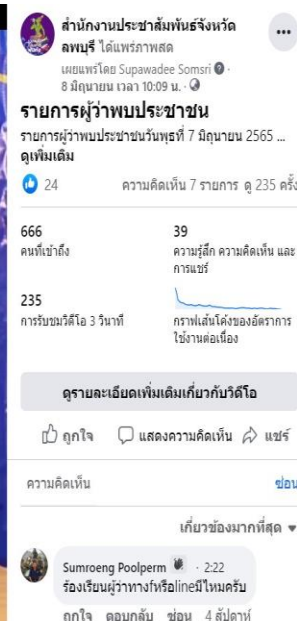 สำนักงานประชาสัมพันธ์จังหวัด
ลพบุรี ได้แพร่ภาพสด
เผยแพร่โดย Supawadee Somsri ·
8 มิถุนายน เวลา 10:09 น. ·
รายการผู้ว่าพบประชาชน
รายการผู้ว่าพบประชาชนวันพุธที่ 7 มิถุนายน 2565 ...
ดูเพิ่มเติม
24 ความคิดเห็น 7 รายการ ดู 235 ครั้ง
666
คนที่เข้าถึง
39
ความรู้สึก ความคิดเห็น และ
การแชร์
235
การรับชมวิดีโอ 3 วินาที
กราฟเส้นโค้งของอัตราการ
ใช้งานต่อเนื่อง
ดูรายละเอียดเพิ่มเติมเกี่ยวกับวิดีโอ
ถูกใจ แสดงความคิดเห็น แชร์
ความคิดเห็น ซ่อน
เกี่ยวข้องมากที่สุด
Sumroeng Poolperm · 2:22
ร้องเรียนผู้ว่าทางfหรือlineมีไหมครับ
ถูกใจ ตอบกลับ ซ่อน 4 สัปดาห์